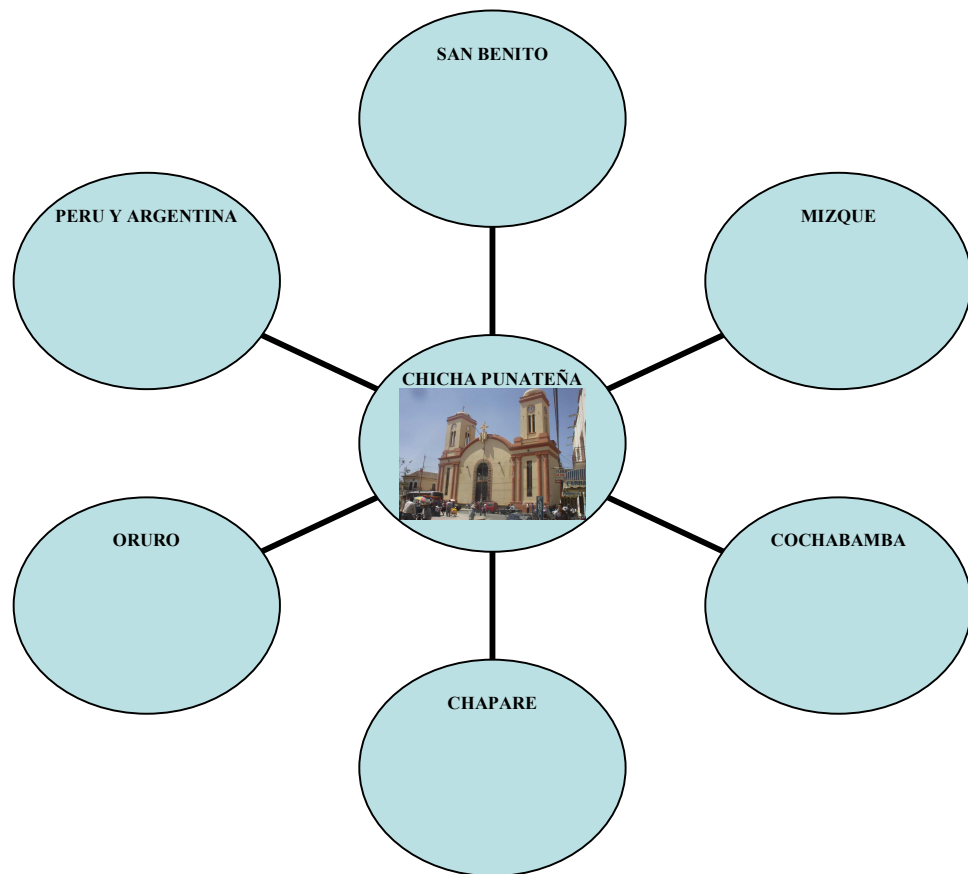 SAN BENITO
PERU Y ARGENTINA
MIZQUE
CHICHA PUNATEÑA
ORURO
COCHABAMBA
CHAPARE